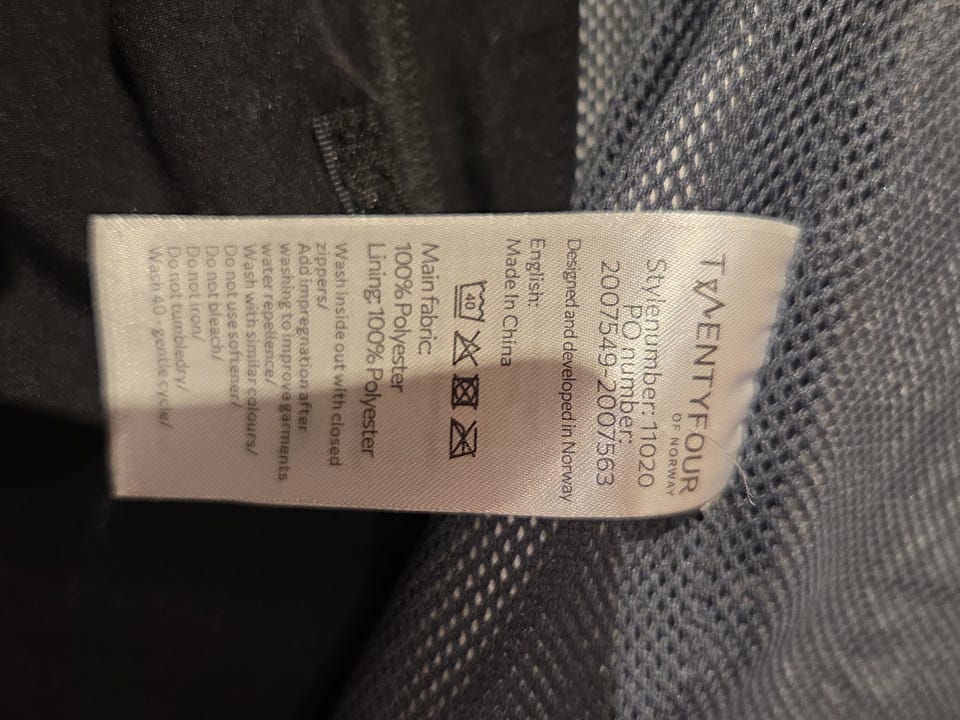 TWENTYFOUR
OF NORWAY
Stylenumber: 11020
PO number:
2007549-2007563
Designed and developed in Norway
English:
Made In China
40
Main fabric:
100% Polyester
Lining: 100% Polyester
Wash inside out with closed
zippers/
Add impregnation after
washing to improve garments
water repellence/
Wash with similar colours/
Do not use softener/
Do not bleach/
Do not iron/
Do not tumbledry/
Wash 40 - gentle cycle/